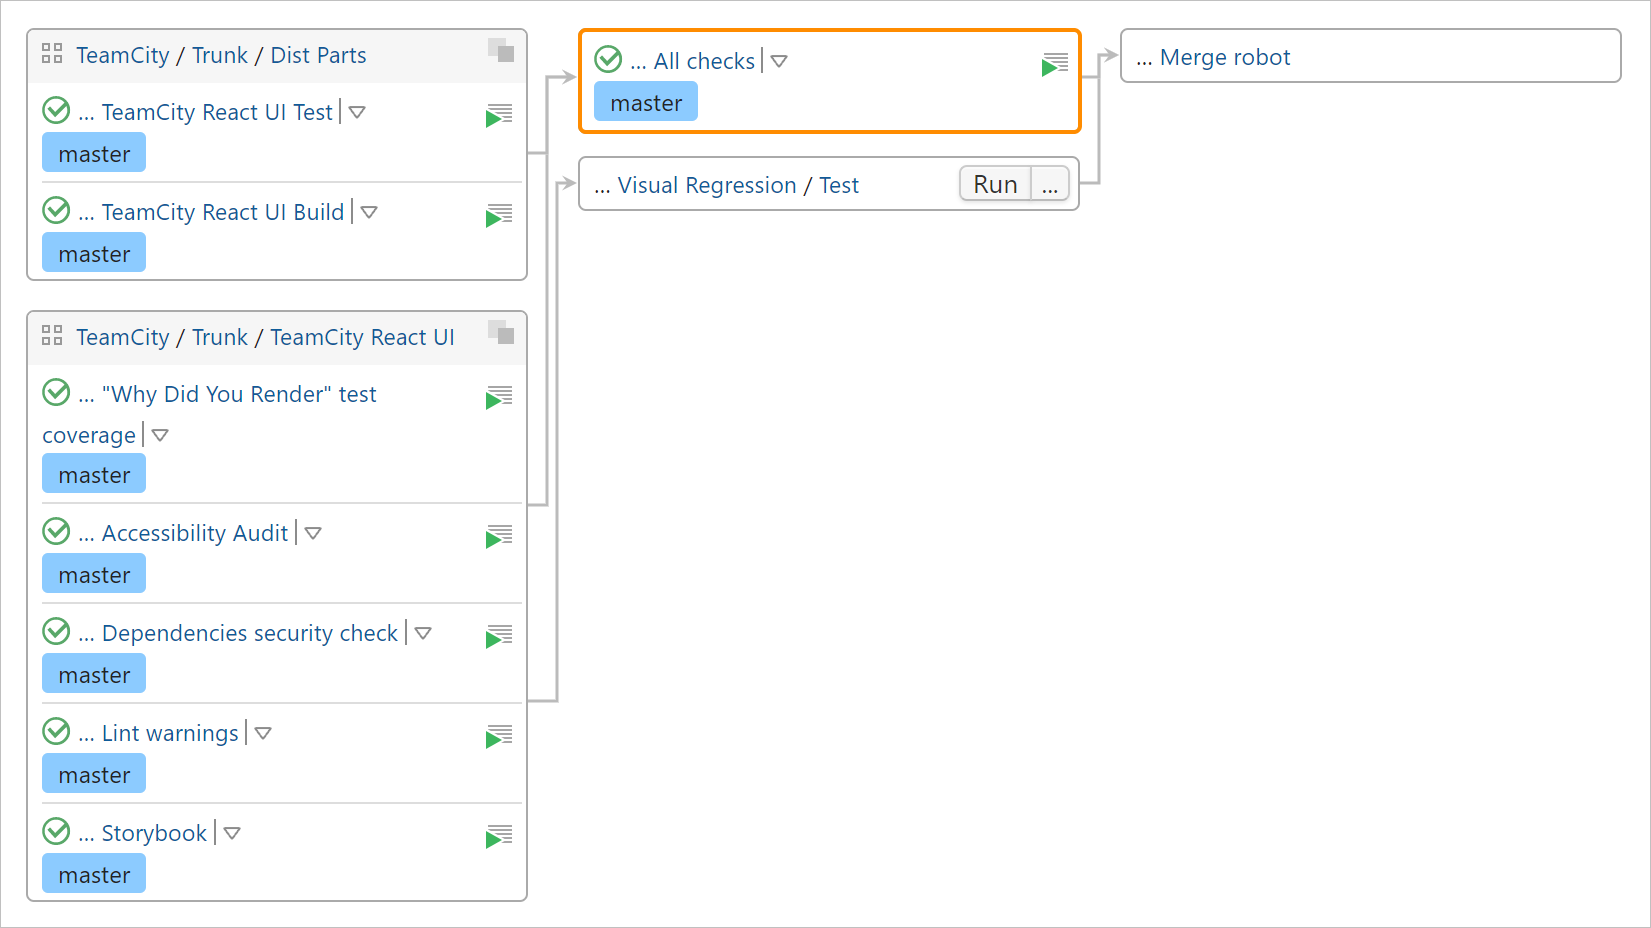 TeamCity / Trunk / Dist Parts
... TeamCity React UI Test
master
... TeamCity React UI Build
master
TeamCity / Trunk / TeamCity React UI
... "Why Did You Render" test
coverage
master
... Accessibility Audit
master
... Dependencies security check
master
... Lint warnings
master
... Storybook
master
... All checks
master
... Visual Regression / Test
Run ...
... Merge robot